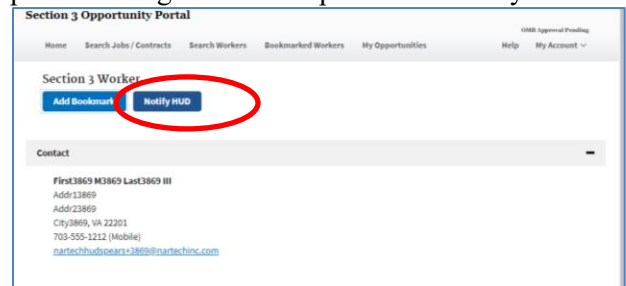 Section 3 Opportunity Portal
OMB Approval Pending
Home Search Jobs / Contracts Search Workers Bookmarked Workers My Opportunities Help My Account
Section 3 Worker
Add Bookmark Notify HUD
Contact
First3869 M3869 Last3869 III
Addr13869
Addr23869
City3869, VA 22201
703-555-1212 (Mobile)
nartechhudspears+3869@nartechinc.com